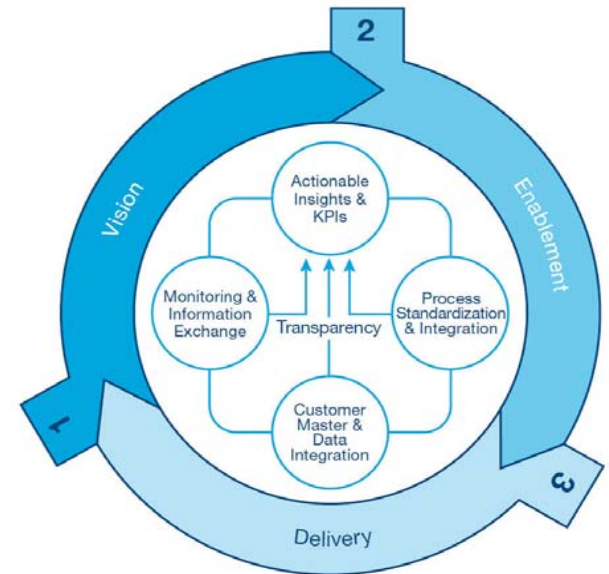 2
Vision
Enablement
Actionable
Insights &
KPIs
Monitoring &
Information
Exchange
Transparency
Process
Standardization
& Integration
Customer
Master &
Data
Integration
1
3
Delivery